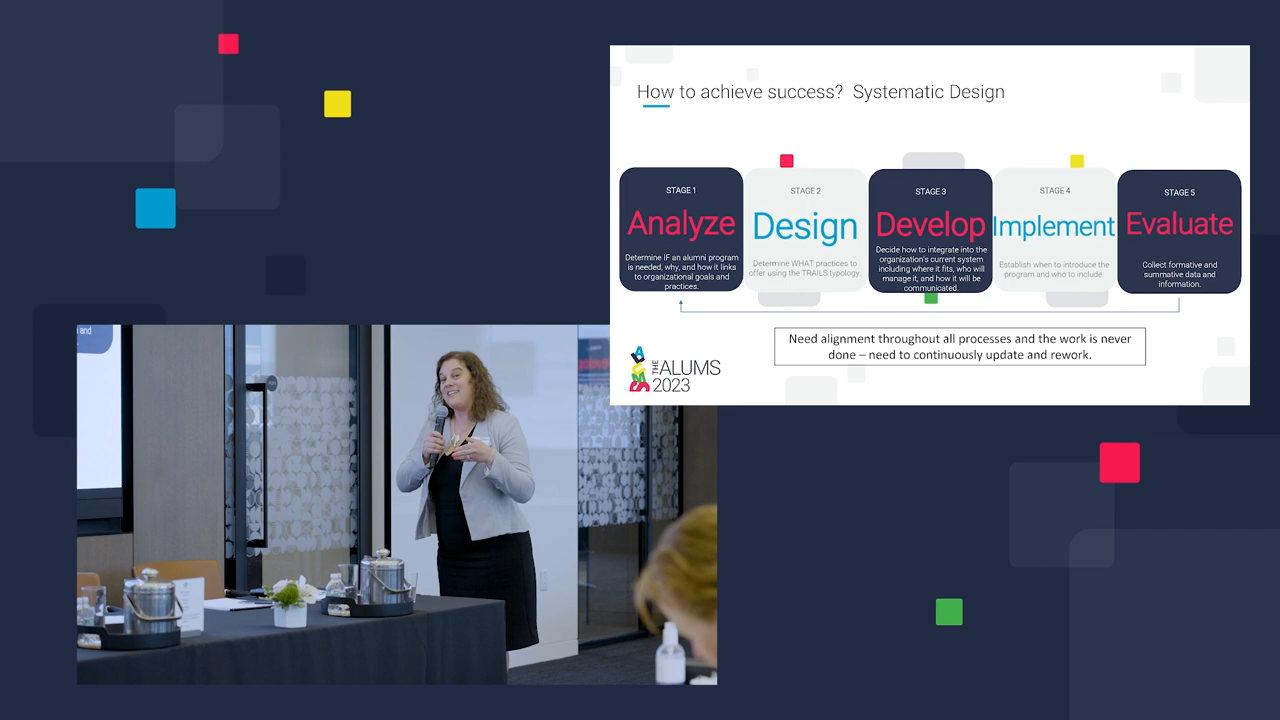 How to achieve success? Systematic Design
STAGE 1
Analyze
Determine IF an alumni program
is needed, why, and how it links
to organizational goals and
practices.
STAGE 2
Design
Determine WHAT practices to
offer using the TRAILS typology.
STAGE 3
Develop
Decide how to integrate into the
organization's current system
including where it fits, who will
manage it, and how it will be
communicated.
STAGE 4
Implement
Establish when to introduce the
program and who to include.
STAGE 5
Evaluate
Collect formative and
summative data and
information.
Need alignment throughout all processes and the work is never
done – need to continuously update and rework.
ALUMS
THE ALUMS
2023
and